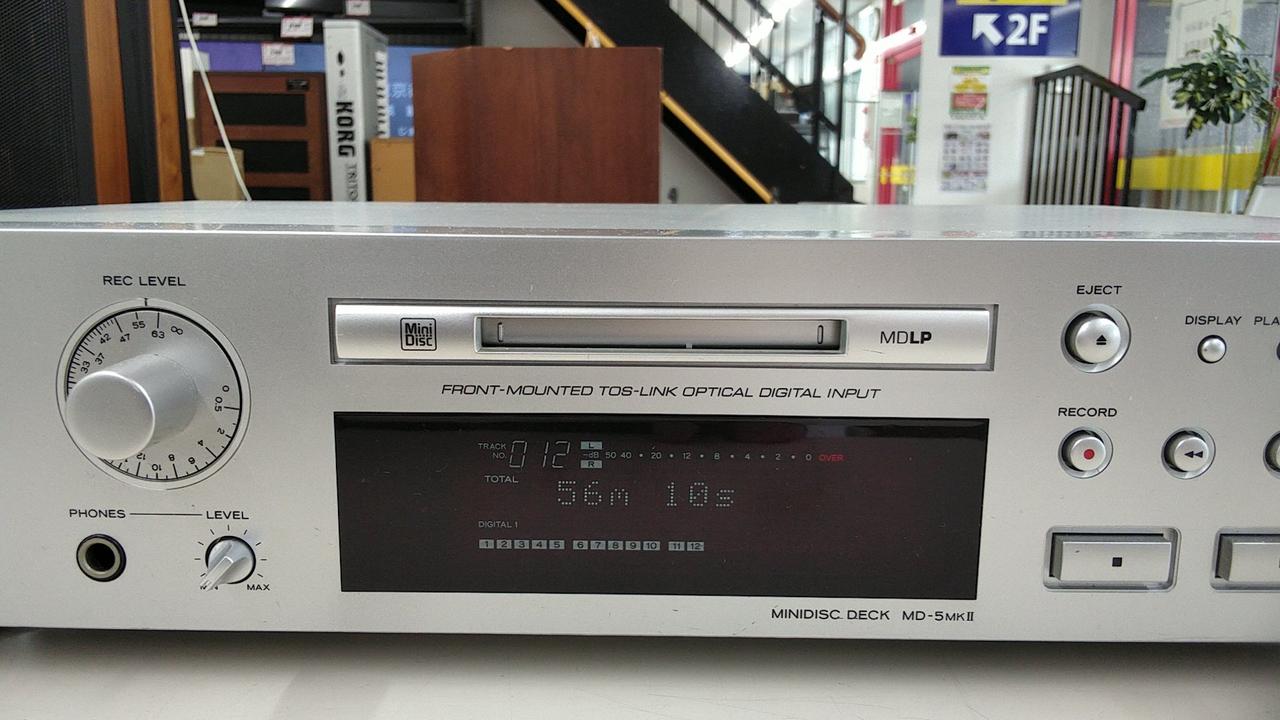 2F
KORG
REC LEVEL
∞ 63 55 47 42 37 33
0 0.5 2 4 6 8 10 12
Mini
Disc
MDLP
EJECT
DISPLAY
FRONT-MOUNTED TOS-LINK OPTICAL DIGITAL INPUT
RECORD
TRACK
NO. 012
L
-dB 50 40 • 20 • 12 • 8 • 4 • 2 • 0 OVER
R
TOTAL
56m 10s
DIGITAL 1
1 2 3 4 5 6 7 8 9 10 11 12
PHONES LEVEL
MIN MAX
MINIDISC DECK MD-5MKII